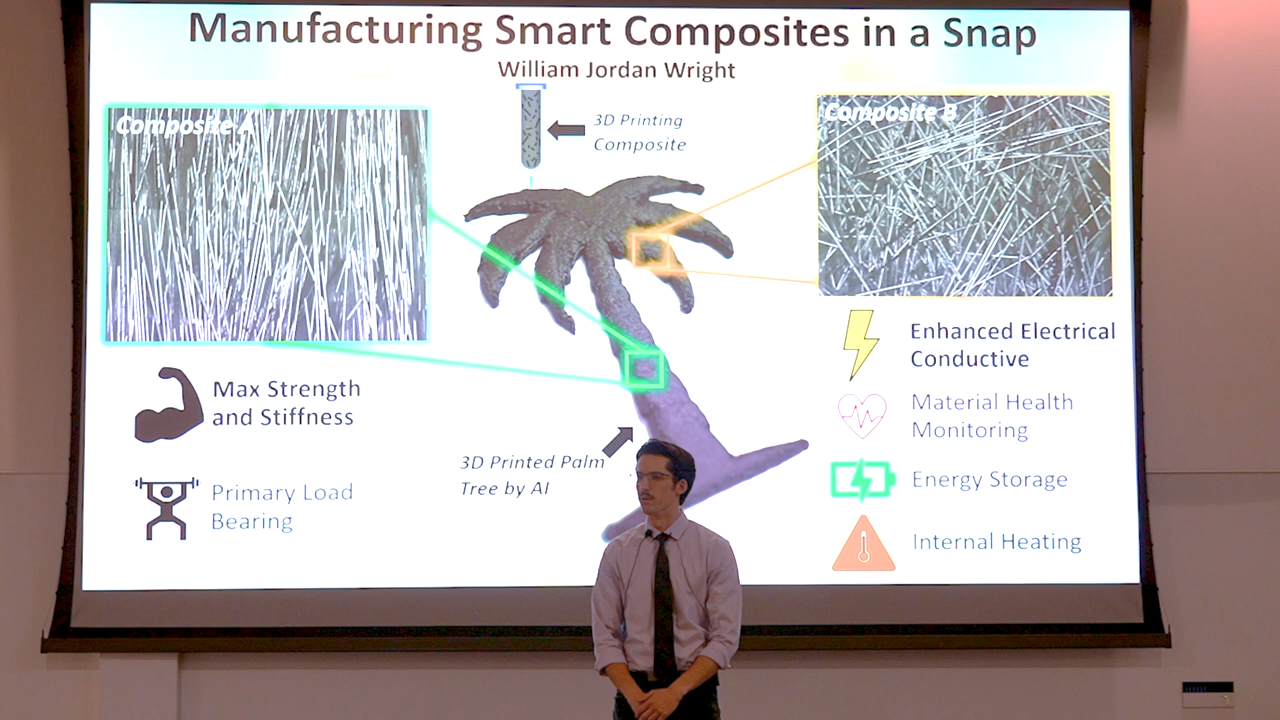 Manufacturing Smart Composites in a Snap
William Jordan Wright
Composite A
3D Printing
Composite
Composite B
Max Strength
and Stiffness
Primary Load
Bearing
3D Printed Palm
Tree by AI
Enhanced Electrical
Conductive
Material Health
Monitoring
Energy Storage
Internal Heating